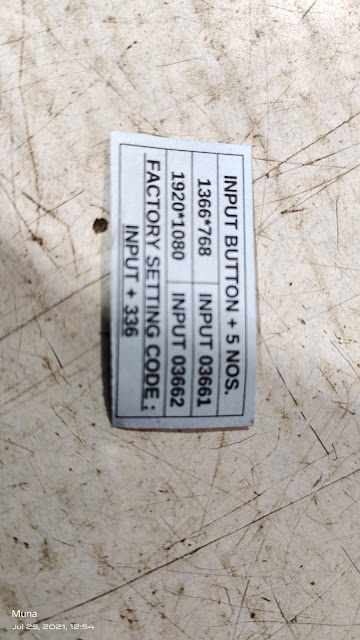 INPUT BUTTON + 5 NOS.
1366*768 INPUT 03661
1920*1080 INPUT 03662
FACTORY SETTING CODE :
INPUT + 336
Muna
Jul 25, 2021, 12:54